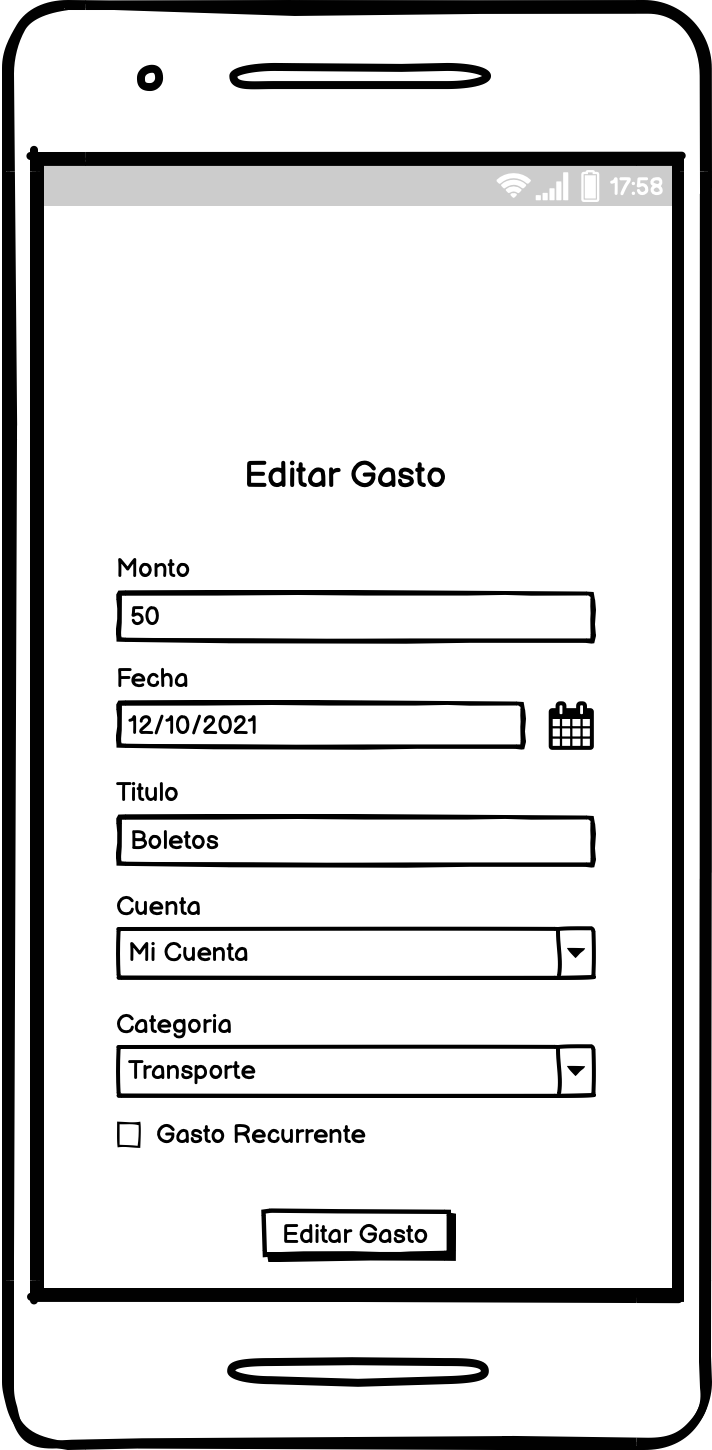 17:58
Editar Gasto
Monto
50
Fecha
12/10/2021
Titulo
Boletos
Cuenta
Mi Cuenta
Categoria
Transporte
Gasto Recurrente
Editar Gasto